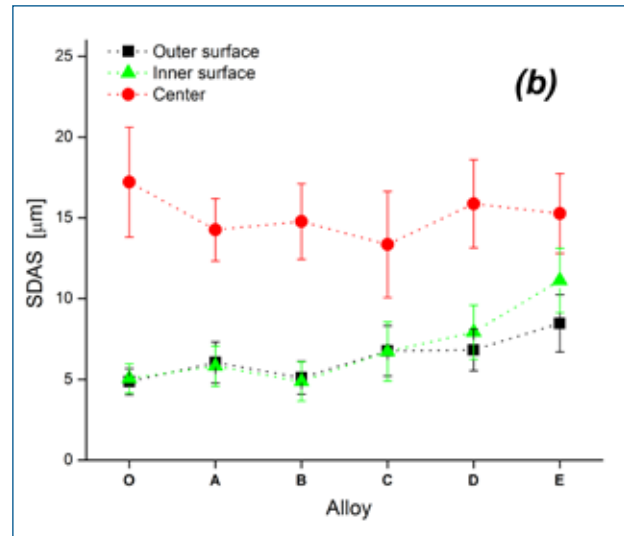 25
Outer surface
Inner surface
Center
(b)
20
15
SDAS [μm]
10
5
0
O A B C D E
Alloy